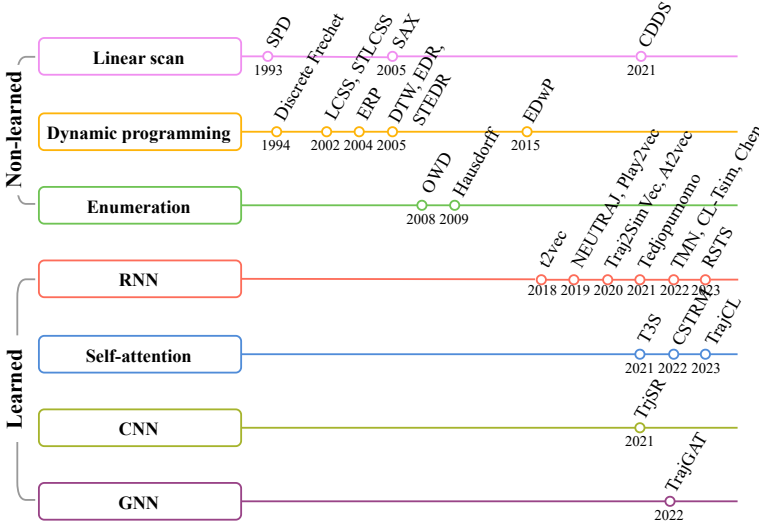 Non-learned
Linear scan
SPD
1993
SAX
2005
CDDS
2021
Dynamic programming
Discrete Frechet
1994
LCSS, STLCSS
2002
ERP
2004
DTW, EDR,
STEDR
2005
EDwP
2015
Enumeration
OWD
2008
Hausdorff
2009
Learned
RNN
t2vec
2018
NEUTRAJ, Play2vec
2019
Traj2SimVec, At2vec
2020
Tedjopurnomo
2021
TMN, CL-Tsim, Chen
2022
RSTS
2023
Self-attention
T3S
2021
CSTRM
2022
TrajCL
2023
CNN
TrjSR
2021
GNN
TrajGAT
2022